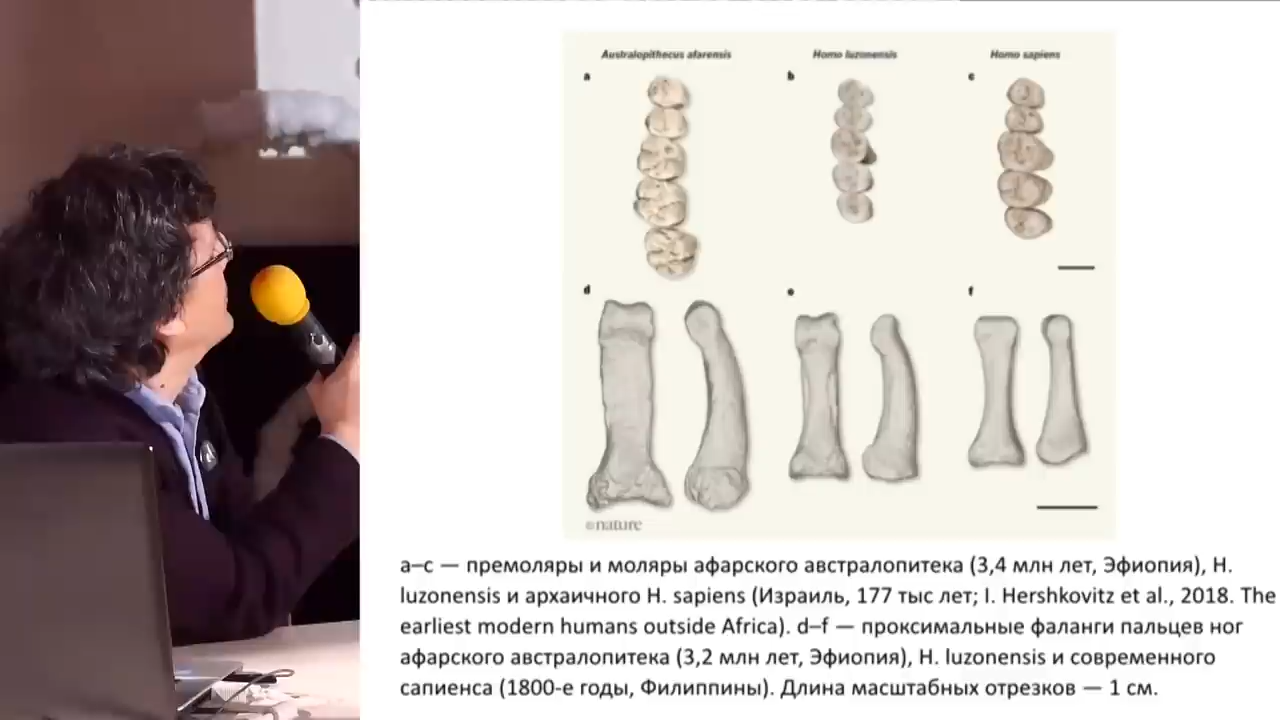 Australopithecus afarensis
Homo luzonensis
Homo sapiens
a
b
c
d
e
f
©nature
a–c — премоляры и моляры афарского австралопитека (3,4 млн лет, Эфиопия), H.
luzonensis и архаичного H. sapiens (Израиль, 177 тыс лет; I. Hershkovitz et al., 2018. The
earliest modern humans outside Africa). d–f — проксимальные фаланги пальцев ног
афарского австралопитека (3,2 млн лет, Эфиопия), H. luzonensis и современного
сапиенса (1800-е годы, Филиппины). Длина масштабных отрезков — 1 см.